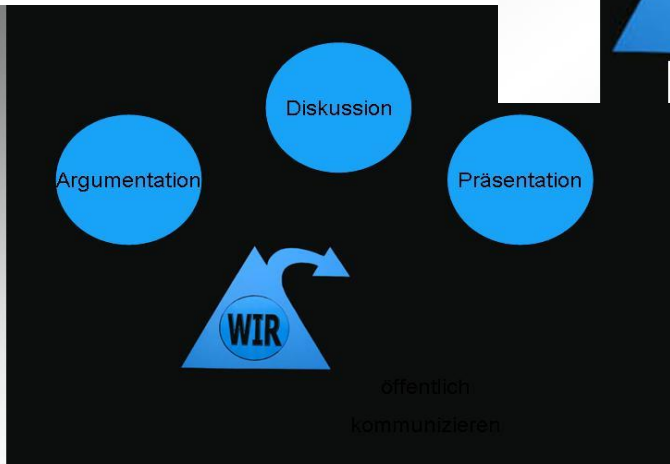 Diskussion
Argumentation
Präsentation
WIR
öffentlich
kommunizieren